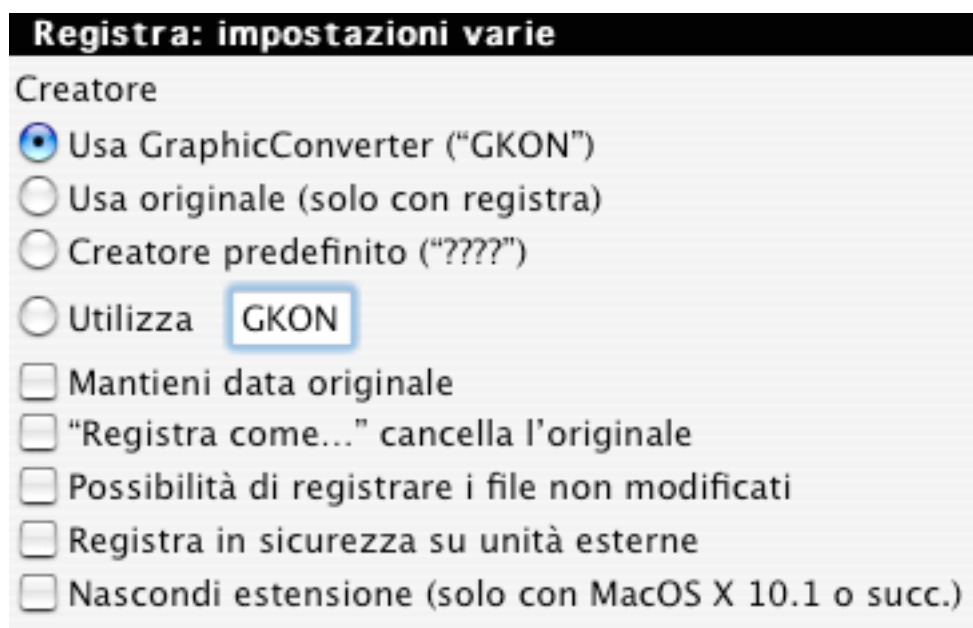 Registra: impostazioni varie
Creatore
Usa GraphicConverter (“GKON”)
Usa originale (solo con registra)
Creatore predefinito (“????”)
Utilizza GKON
Mantieni data originale
“Registra come...” cancella l’originale
Possibilità di registrare i file non modificati
Registra in sicurezza su unità esterne
Nascondi estensione (solo con MacOS X 10.1 o succ.)